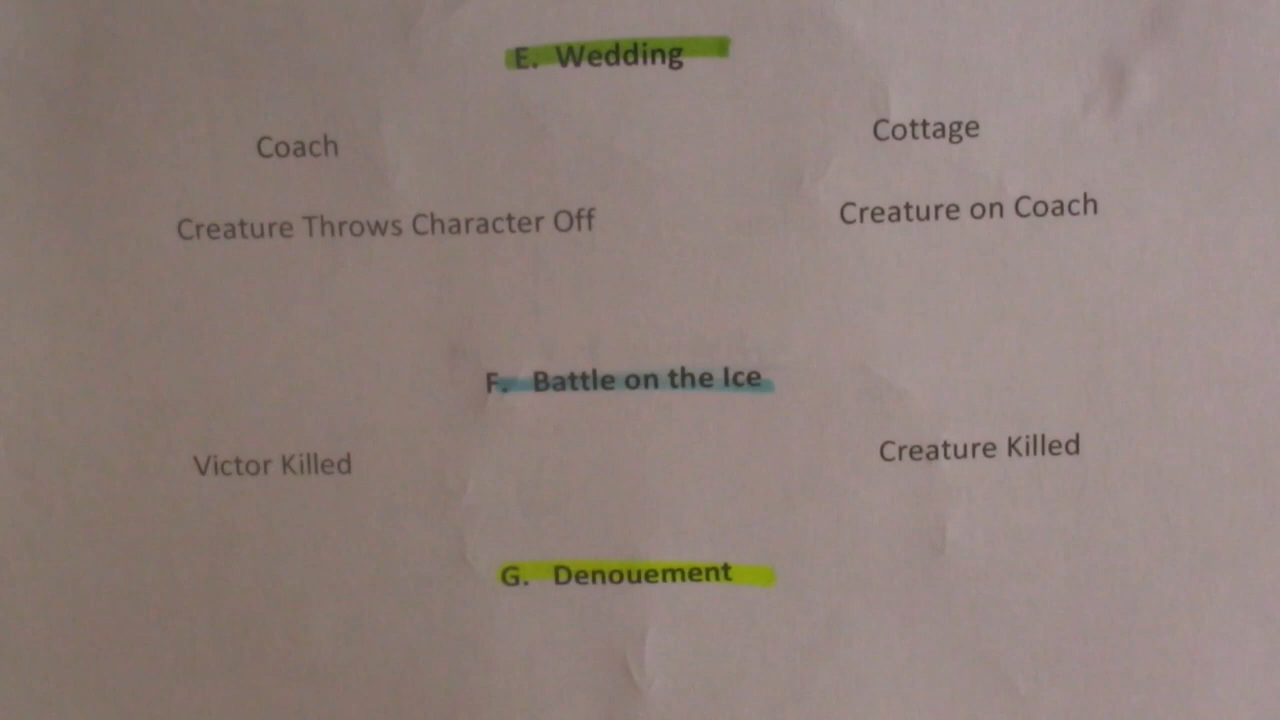 E. Wedding
Coach
Cottage
Creature Throws Character Off
Creature on Coach
F. Battle on the Ice
Victor Killed
Creature Killed
G. Denouement